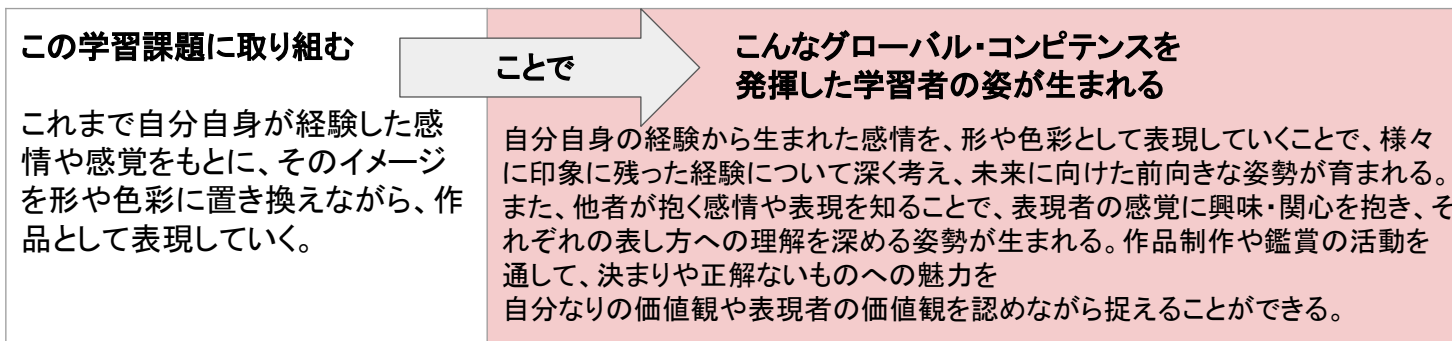 この学習課題に取り組む
これまで自分自身が経験した感
情や感覚をもとに、そのイメージ
を形や色彩に置き換えながら、作
品として表現していく。
ことで
こんなグローバル・コンピテンスを
発揮した学習者の姿が生まれる
自分自身の経験から生まれた感情を、形や色彩として表現していくことで、様々
に印象に残った経験について深く考え、未来に向けた前向きな姿勢が育まれる。
また、他者が抱く感情や表現を知ることで、表現者の感覚に興味・関心を抱き、そ
れぞれの表し方への理解を深める姿勢が生まれる。作品制作や鑑賞の活動を
通して、決まりや正解ないものへの魅力を
自分なりの価値観や表現者の価値観を認めながら捉えることができる。